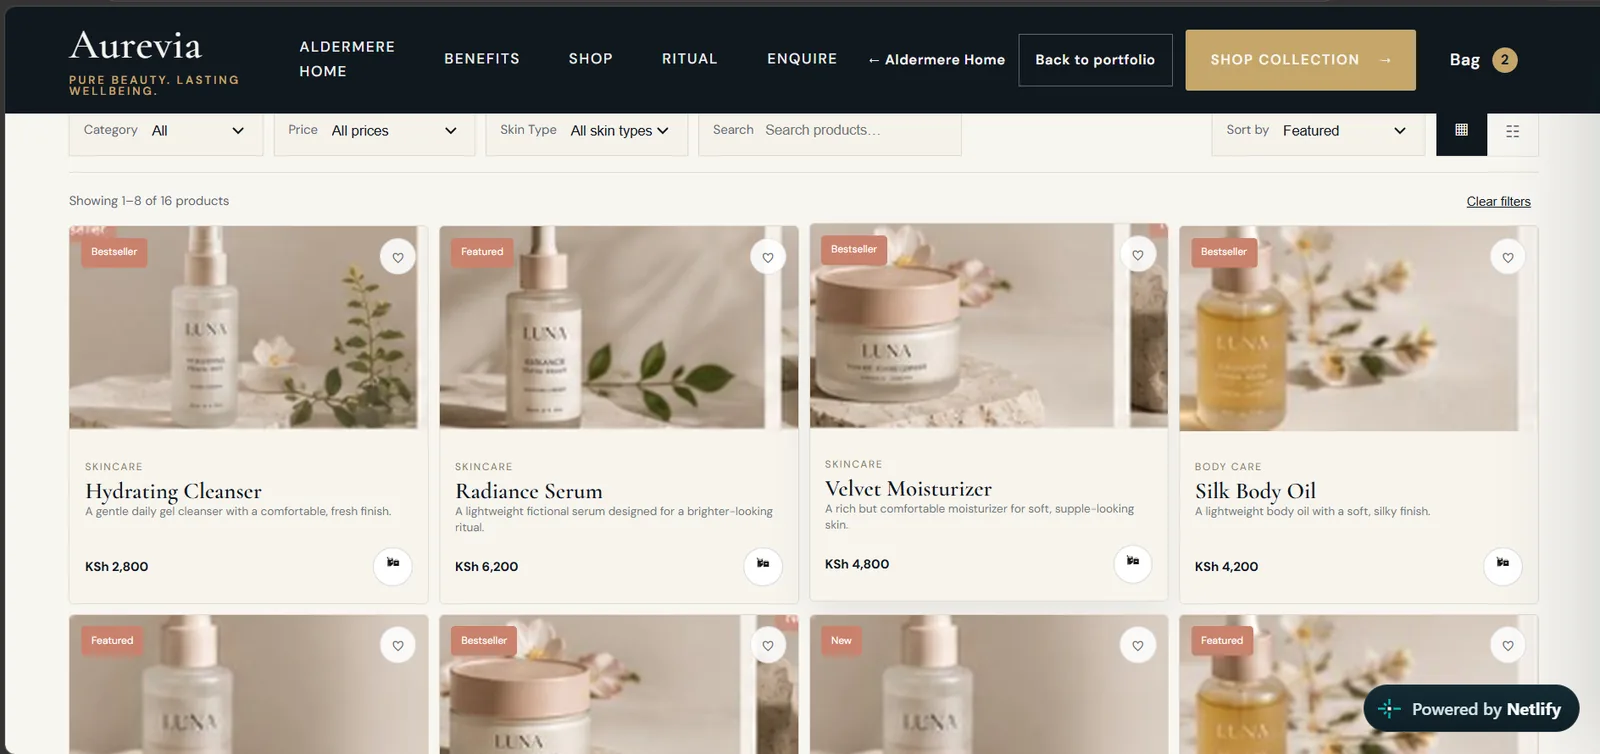 Aurevia
PURE BEAUTY. LASTING
WELLBEING.
ALDERMERE
HOME
BENEFITS
SHOP
RITUAL
ENQUIRE
← Aldermere Home
Back to portfolio
SHOP COLLECTION →
Bag 2
Category All
Price All prices
Skin Type All skin types
Search Search products...
Sort by Featured
Showing 1–8 of 16 products
Clear filters
Bestseller
LUNA
SKINCARE
Hydrating Cleanser
A gentle daily gel cleanser with a comfortable, fresh finish.
KSh 2,800
Featured
LUNA
RADIANCE
SKINCARE
Radiance Serum
A lightweight fictional serum designed for a brighter-looking
ritual.
KSh 6,200
Bestseller
LUNA
SKINCARE
Velvet Moisturizer
A rich but comfortable moisturizer for soft, supple-looking
skin.
KSh 4,800
Bestseller
LUNA
BODY CARE
Silk Body Oil
A lightweight body oil with a soft, silky finish.
KSh 4,200
Featured
LUNA
Bestseller
LUNA
New
LUNA
Featured
LUNA
Powered by Netlify